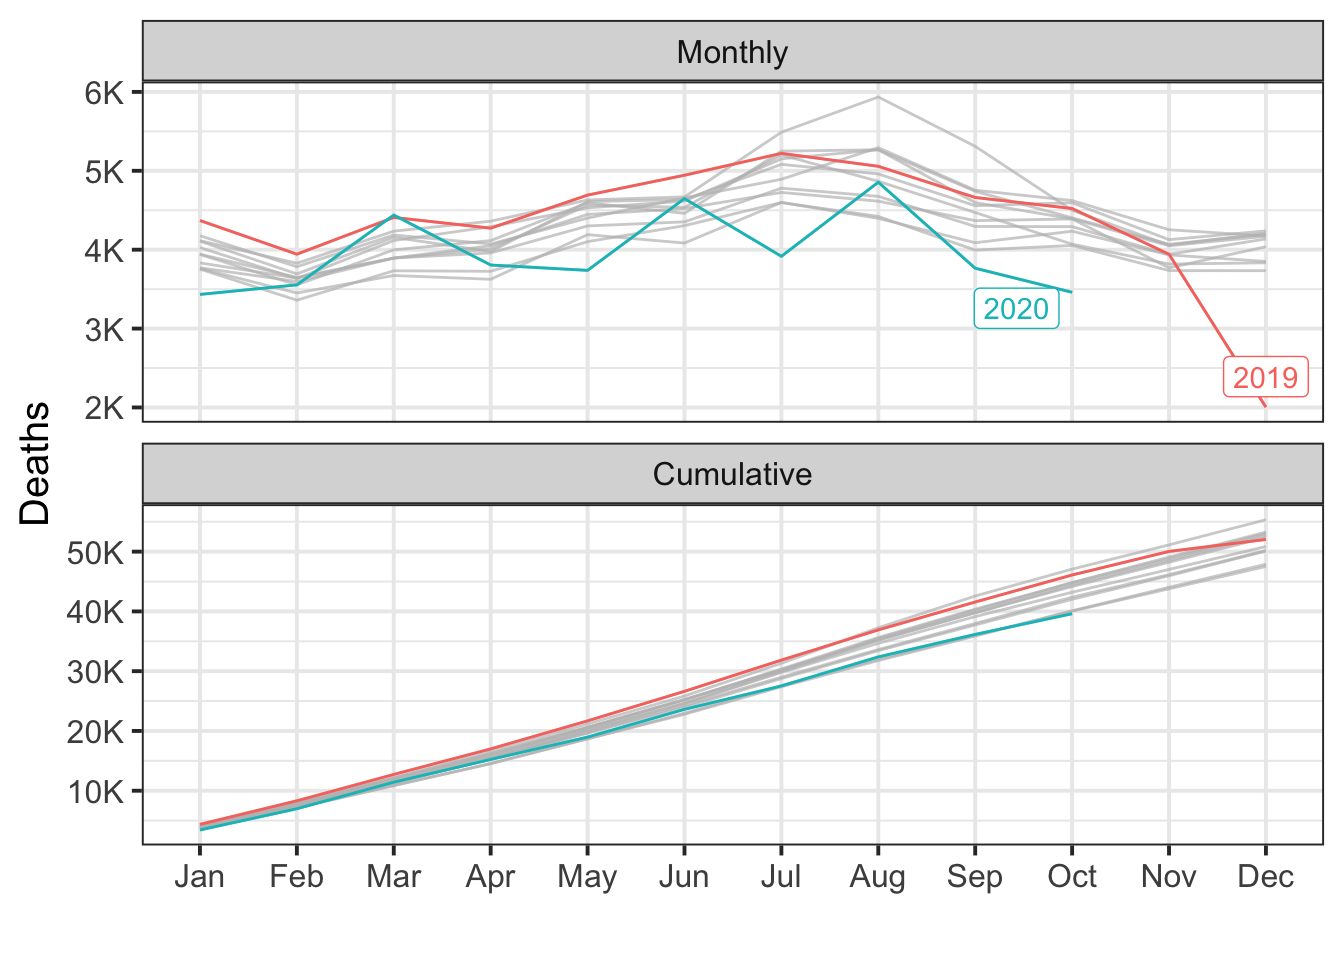 Monthly
6K
5K
4K
3K
2K
2020
2019
Deaths
Cumulative
50K
40K
30K
20K
10K
Jan Feb Mar Apr May Jun Jul Aug Sep Oct Nov Dec